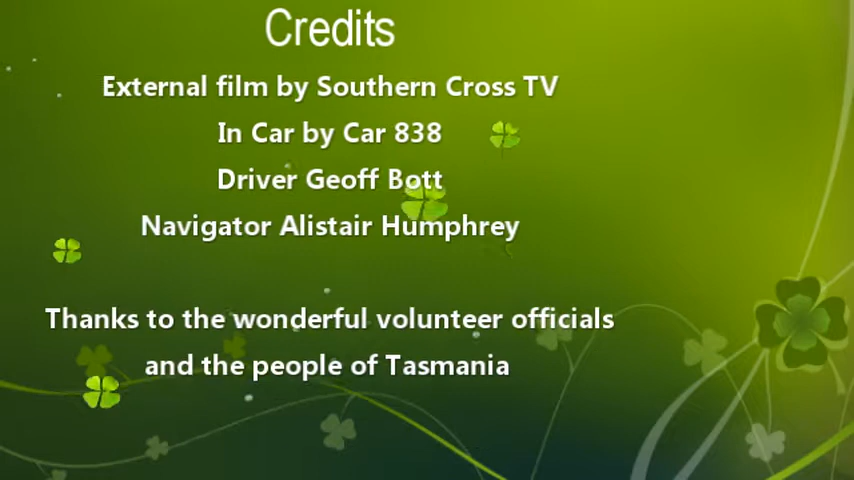 Credits
External film by Southern Cross TV
In Car by Car 838
Driver Geoff Bott
Navigator Alistair Humphrey
Thanks to the wonderful volunteer officials
and the people of Tasmania